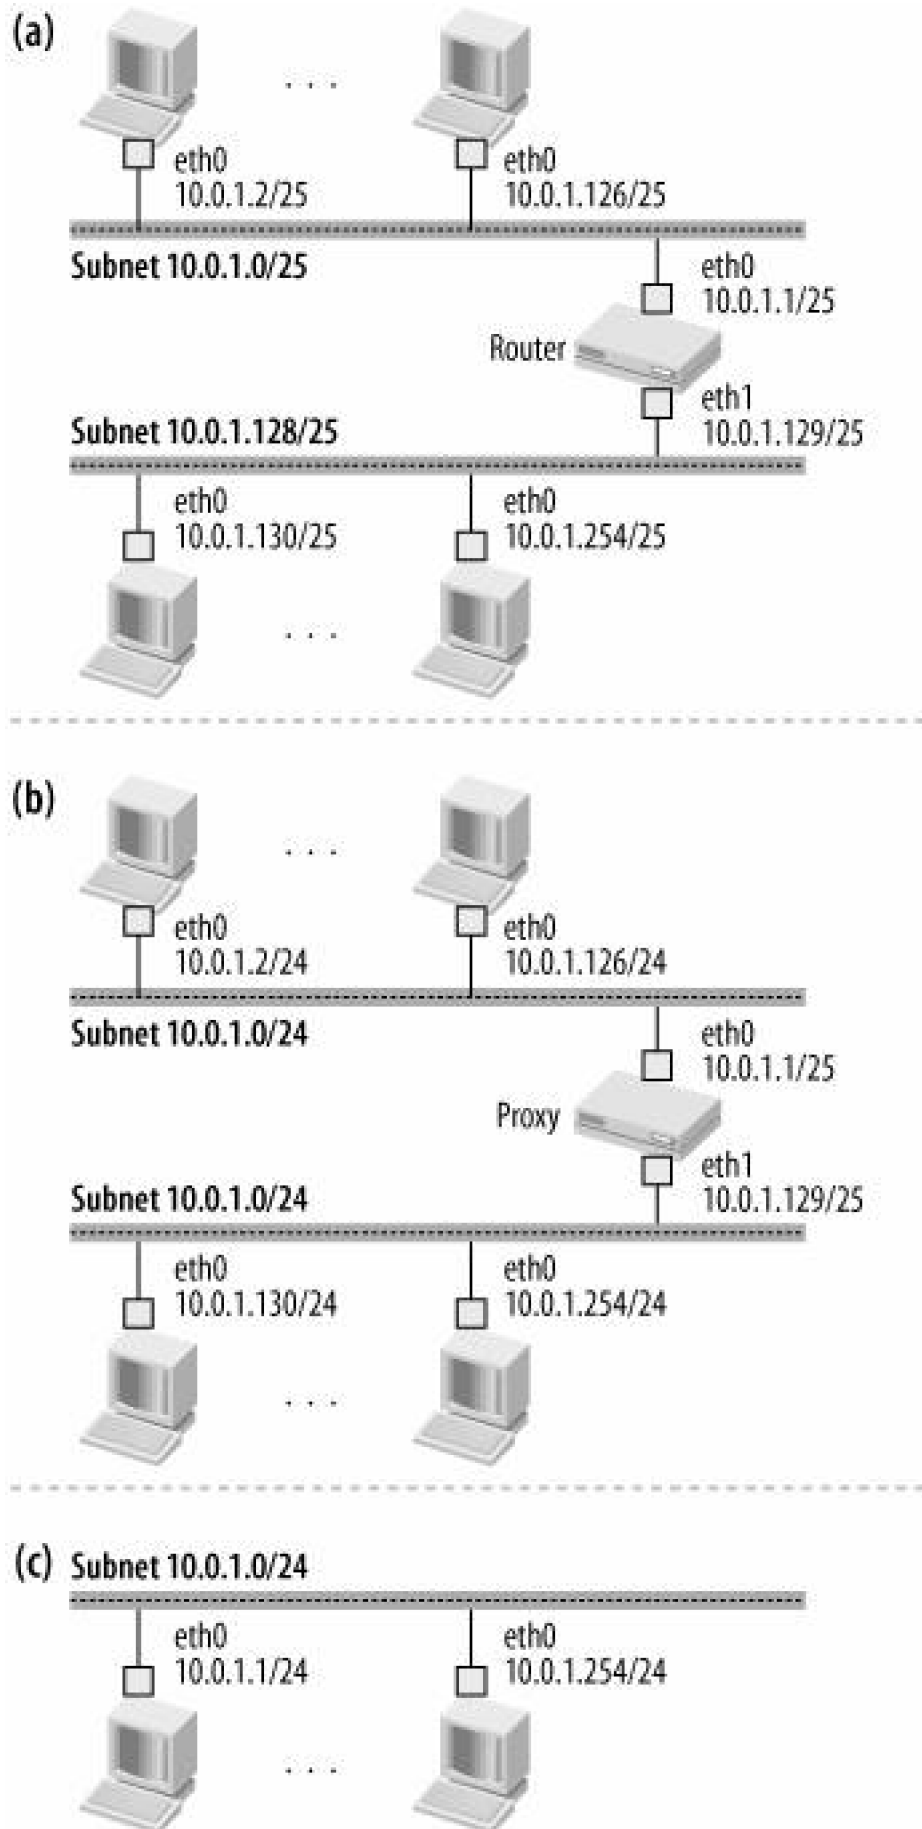 (a)
eth0
10.0.1.2/25
eth0
10.0.1.126/25
Subnet 10.0.1.0/25
eth0
10.0.1.1/25
Router
eth1
10.0.1.129/25
Subnet 10.0.1.128/25
eth0
10.0.1.130/25
eth0
10.0.1.254/25
(b)
eth0
10.0.1.2/24
eth0
10.0.1.126/24
Subnet 10.0.1.0/24
eth0
10.0.1.1/25
Proxy
eth1
10.0.1.129/25
Subnet 10.0.1.0/24
eth0
10.0.1.130/24
eth0
10.0.1.254/24
(c)
Subnet 10.0.1.0/24
eth0
10.0.1.1/24
eth0
10.0.1.254/24